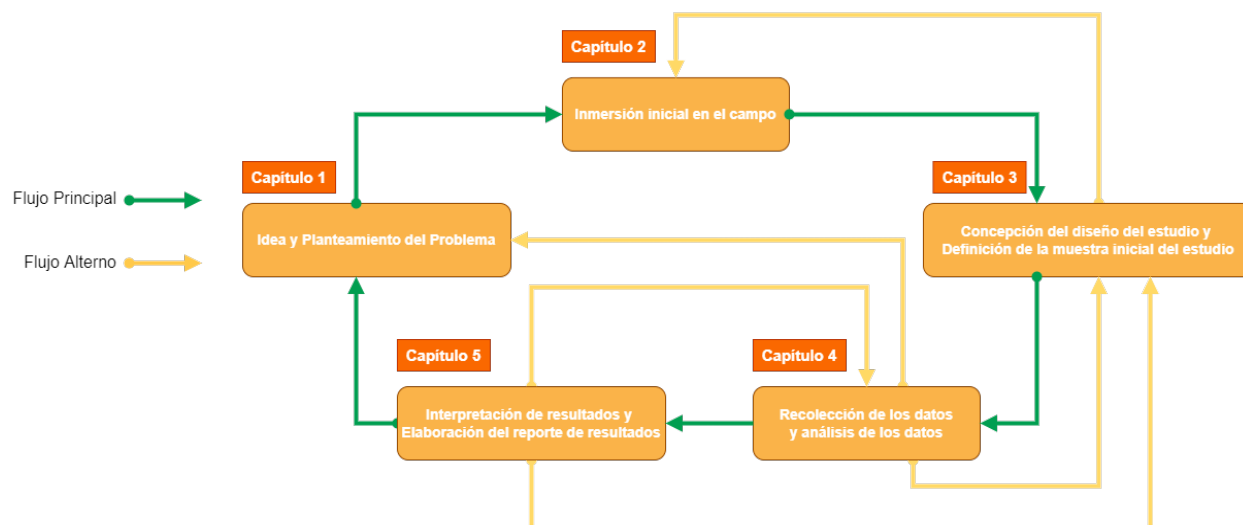 Capítulo 2
Inmersión inicial en el campo
Capítulo 1
Capítulo 3
Flujo Principal
Idea y Planteamiento del Problema
Concepción del diseño del estudio y
Definición de la muestra inicial del estudio
Flujo Alterno
Capítulo 5
Capítulo 4
Interpretación de resultados y
Elaboración del reporte de resultados
Recolección de los datos
y análisis de los datos